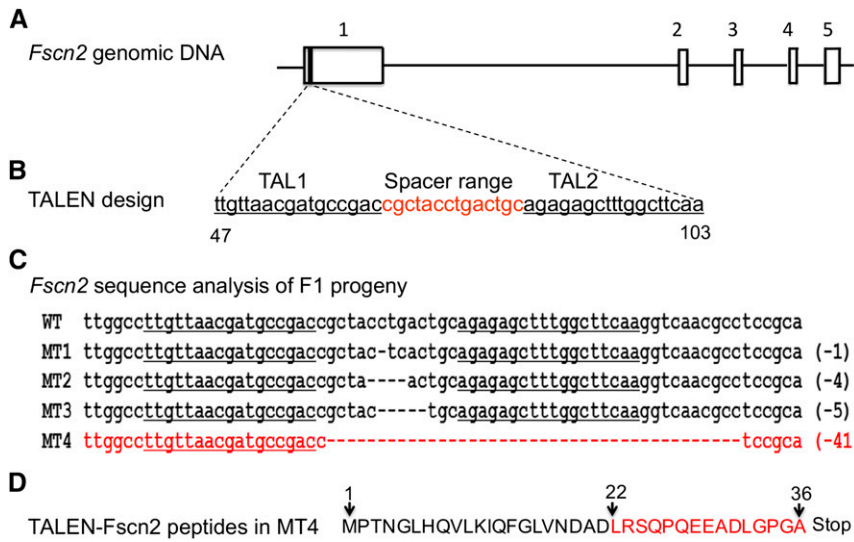 A
Fscn2 genomic DNA
1 2 3 4 5
B
TALEN design
TAL1 Spacer range TAL2
ttgttaacgatgccgaccgctacctgactgcagagagctttggcttcaa
47 103
C
Fscn2 sequence analysis of F1 progeny
WT ttggccttgttaacgatgccgaccgctacctgactgcagagagctttggcttcaaggtcaacgcctccgca
MT1 ttggccttgttaacgatgccgaccgctac-tcactgcagagagctttggcttcaaggtcaacgcctccgca (-1)
MT2 ttggccttgttaacgatgccgaccgcta----actgcagagagctttggcttcaaggtcaacgcctccgca (-4)
MT3 ttggccttgttaacgatgccgaccgctac-----tgcagagagctttggcttcaaggtcaacgcctccgca (-5)
MT4 ttggccttgttaacgatgccgacc-----------------------------------------tccgca (-41
D
1 22 36
TALEN-Fscn2 peptides in MT4 MPTNGLHQVLKIQFGLVNDADLRSQPQEEADLGPGA Stop